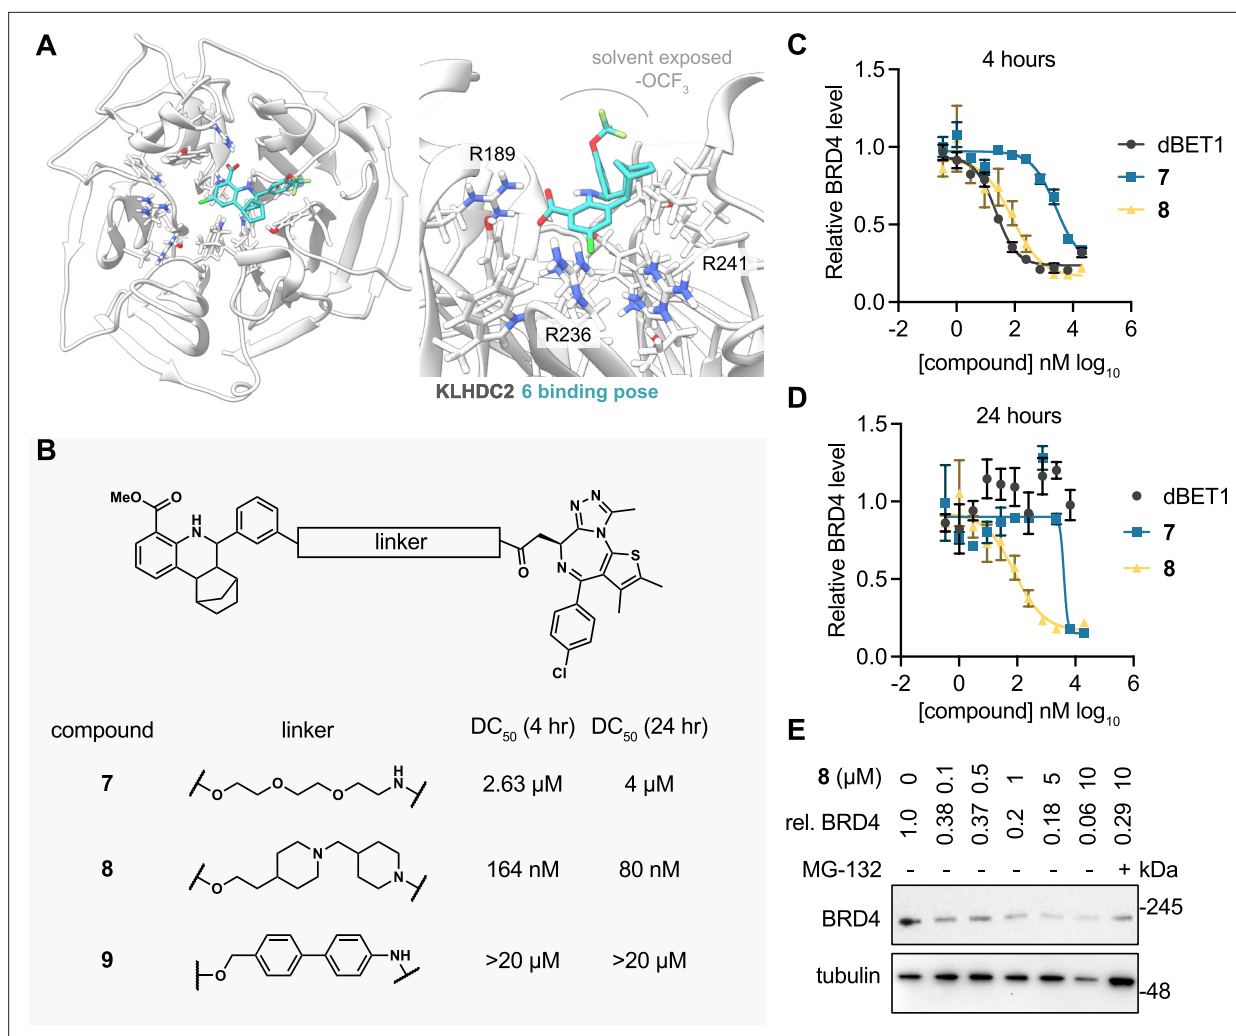 A
solvent exposed
-OCF3
R189
R241
R236
KLHDC2 6 binding pose
B
MeO
O
H
N
linker
O
N
N
N
CH3
N
S
Cl
compound linker DC50 (4 hr) DC50 (24 hr)
7
O
O
O
H
N
2.63 µM 4 µM
8
O
N
N
164 nM 80 nM
9
O
NH
>20 µM >20 µM
C
4 hours
Relative BRD4 level
1.5
1.0
0.5
0.0
-2 0 2 4 6
[compound] nM log10
dBET1
7
8
D
24 hours
Relative BRD4 level
1.5
1.0
0.5
0.0
-2 0 2 4 6
[compound] nM log10
dBET1
7
8
E
8 (µM) 0 0.1 0.5 1 5 10 10
rel. BRD4 1.0 0.38 0.37 0.2 0.18 0.06 0.29
MG-132 - - - - - - + kDa
BRD4 -245
tubulin -48